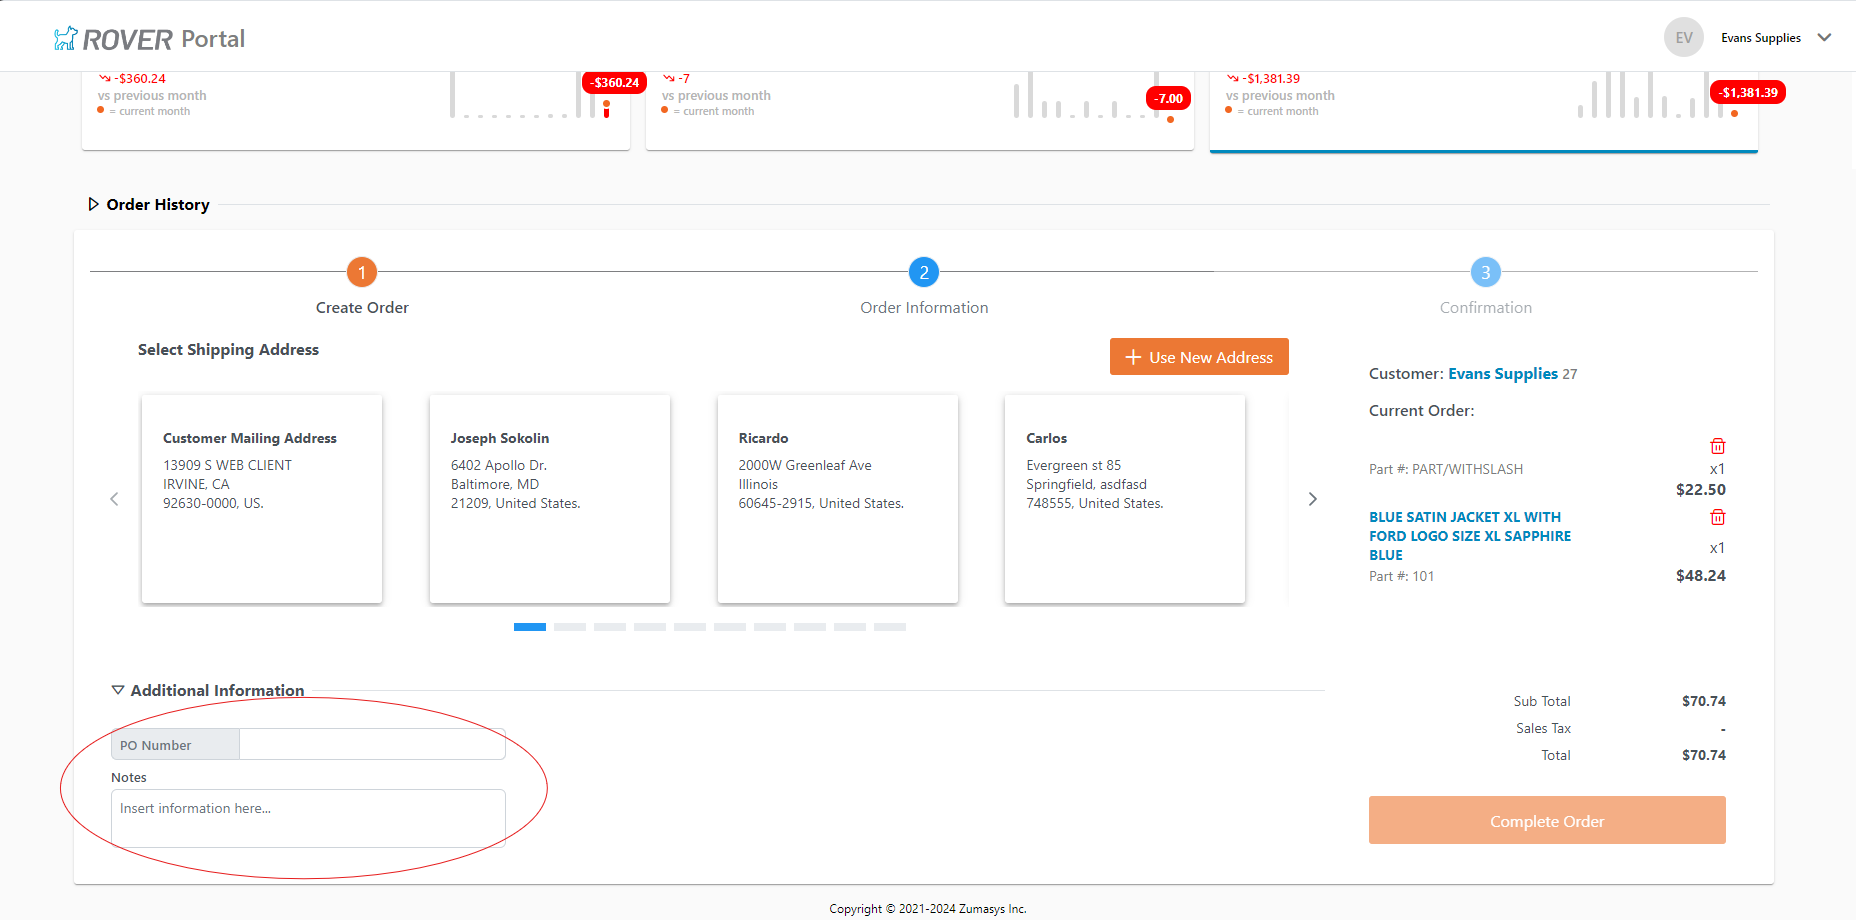 ROVER Portal
EV
Evans Supplies
-$360.24
vs previous month
= current month
-$360.24
-7
vs previous month
= current month
-7.00
-$1,381.39
vs previous month
= current month
-$1,381.39
Order History
1
Create Order
2
Order Information
3
Confirmation
Select Shipping Address
+ Use New Address
Customer Mailing Address
13909 S WEB CLIENT
IRVINE, CA
92630-0000, US.
Joseph Sokolin
6402 Apollo Dr.
Baltimore, MD
21209, United States.
Ricardo
2000W Greenleaf Ave
Illinois
60645-2915, United States.
Carlos
Evergreen st 85
Springfield, asdfasd
748555, United States.
Customer: Evans Supplies 27
Current Order:
Part #: PART/WITHSLASH
x1
$22.50
BLUE SATIN JACKET XL WITH
FORD LOGO SIZE XL SAPPHIRE
BLUE
x1
Part #: 101
$48.24
Additional Information
PO Number
Notes
Insert information here...
Sub Total $70.74
Sales Tax -
Total $70.74
Complete Order
Copyright © 2021-2024 Zumasys Inc.